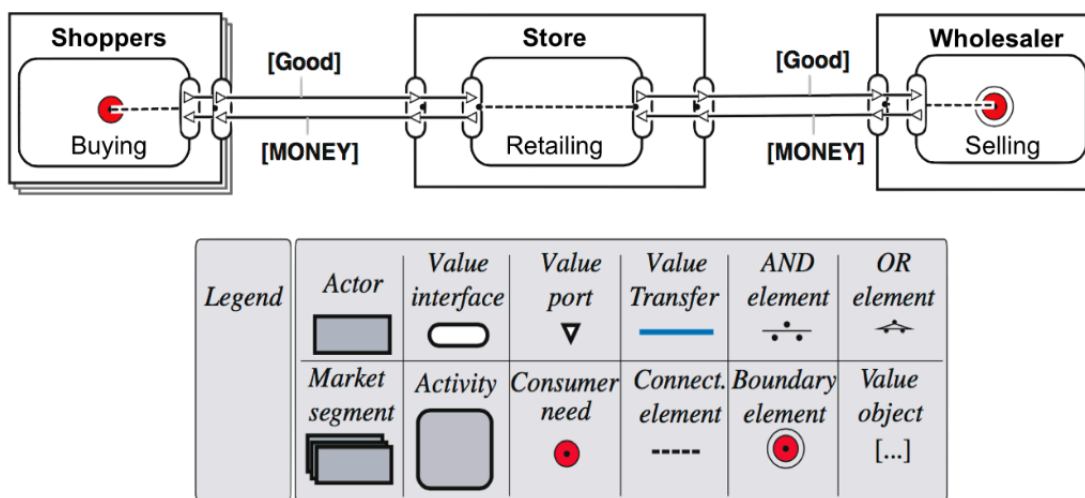 Shoppers
Store
Wholesaler
[Good]
[Good]
Buying
Retailing
Selling
[MONEY]
[MONEY]
Legend
Actor
Value
interface
Value
port
Value
Transfer
AND
element
OR
element
Market
segment
Activity
Consumer
need
Connect.
element
Boundary
element
Value
object
[...]